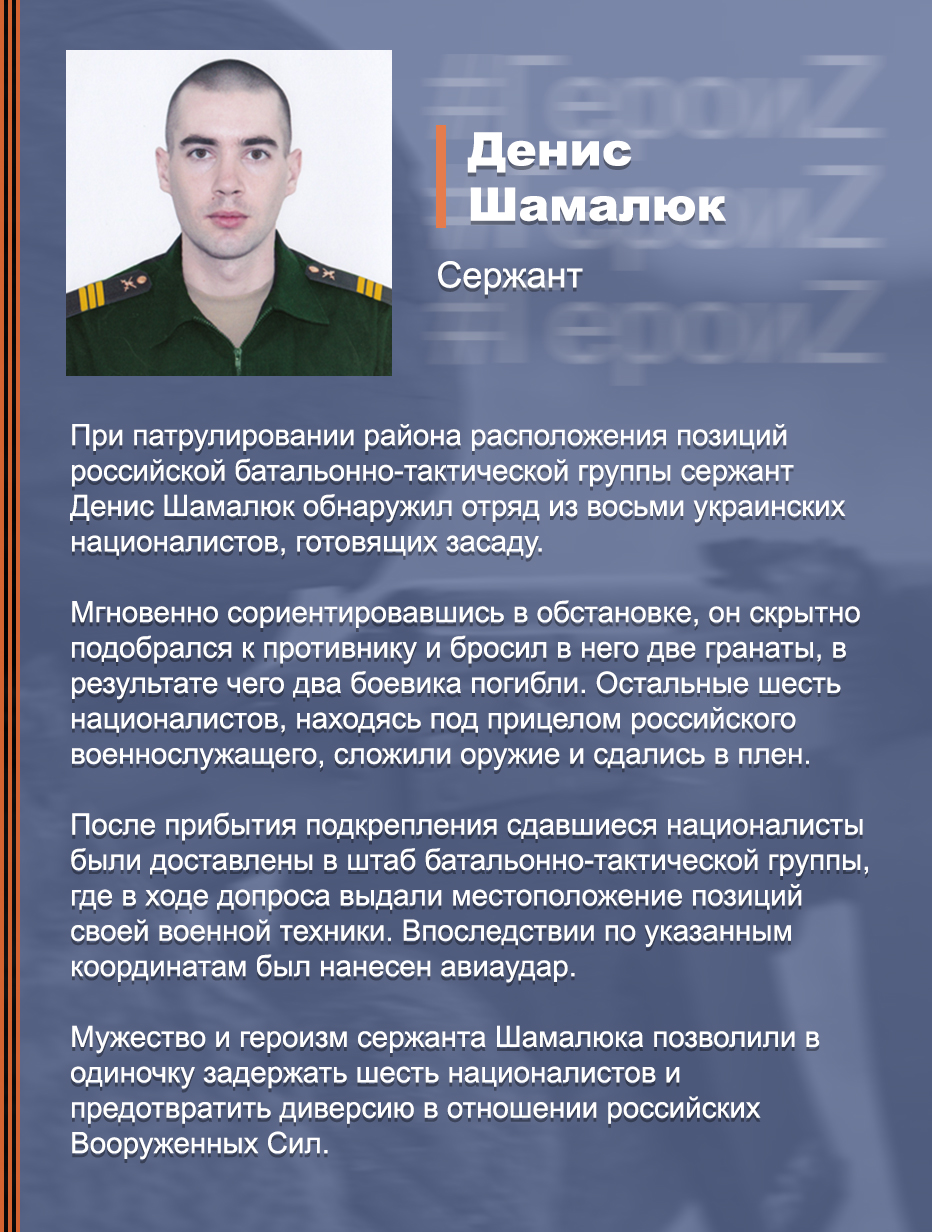 #ГероиZ
Денис
#ГероиZ
Шамалюк
Сержант
#ГероиZ
При патрулировании района расположения позиций
российской батальонно-тактической группы сержант
Денис Шамалюк обнаружил отряд из восьми украинских
националистов, готовящих засаду.
Мгновенно сориентировавшись в обстановке, он скрытно
подобрался к противнику и бросил в него две гранаты, в
результате чего два боевика погибли. Остальные шесть
националистов, находясь под прицелом российского
военнослужащего, сложили оружие и сдались в плен.
После прибытия подкрепления сдавшиеся националисты
были доставлены в штаб батальонно-тактической группы,
где в ходе допроса выдали местоположение позиций
своей военной техники. Впоследствии по указанным
координатам был нанесен авиаудар.
Мужество и героизм сержанта Шамалюка позволили в
одиночку задержать шесть националистов и
предотвратить диверсию в отношении российских
Вооруженных Сил.